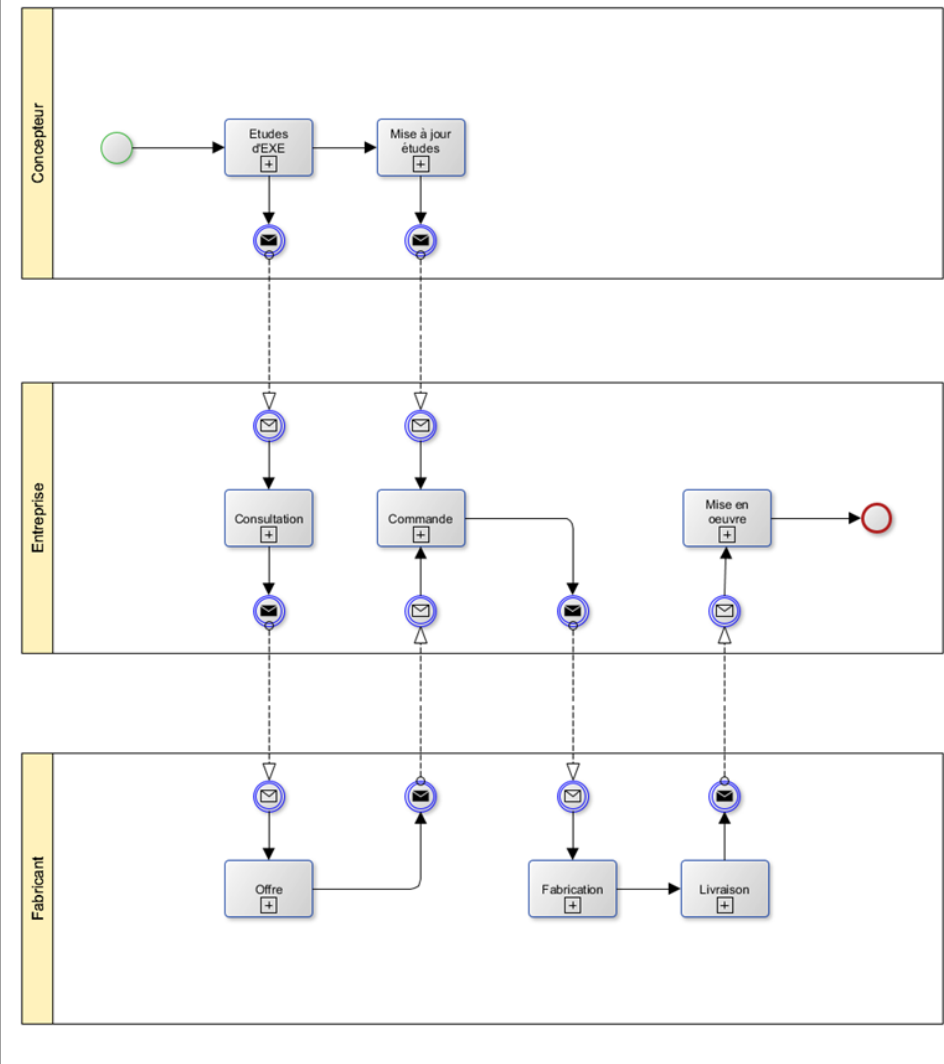 Concepteur
Etudes
d'EXE
Mise à jour
études
Entreprise
Consultation
Commande
Mise en
oeuvre
Fabricant
Offre
Fabrication
Livraison